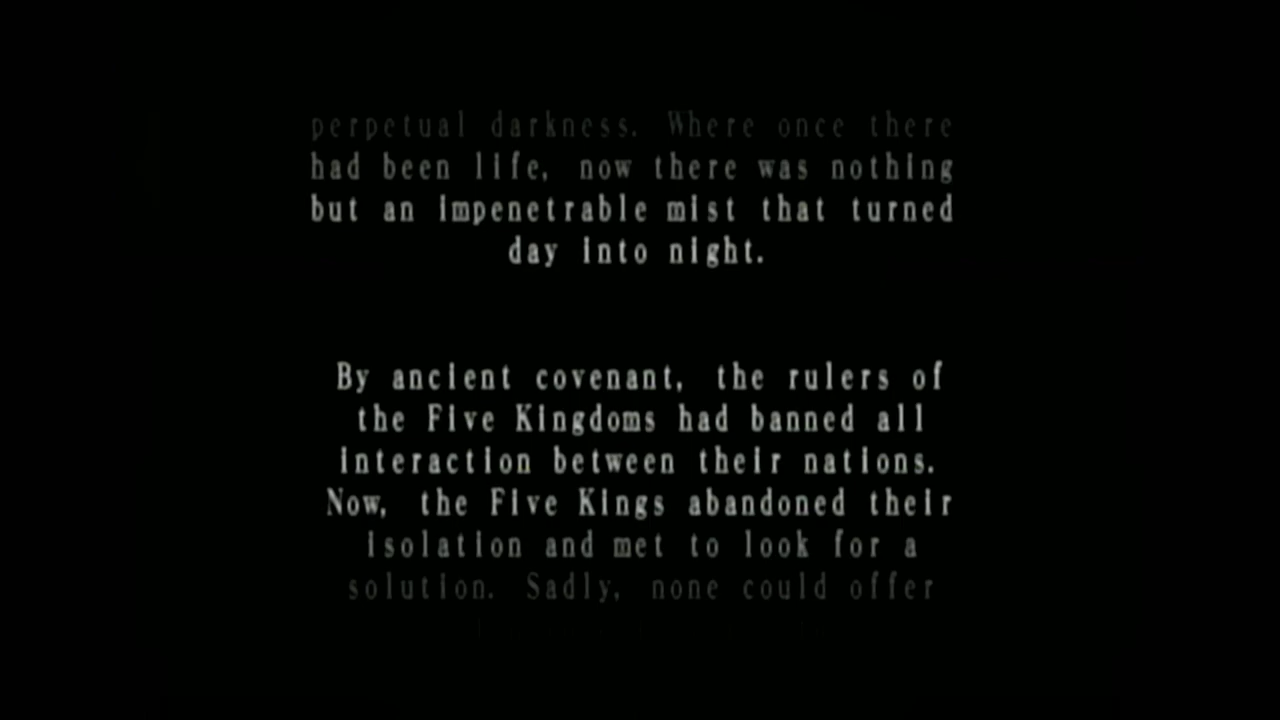 perpetual darkness. Where once there
had been life, now there was nothing
but an impenetrable mist that turned
day into night.
By ancient covenant, the rulers of
the Five Kingdoms had banned all
interaction between their nations.
Now, the Five Kings abandoned their
isolation and met to look for a
solution. Sadly, none could offer